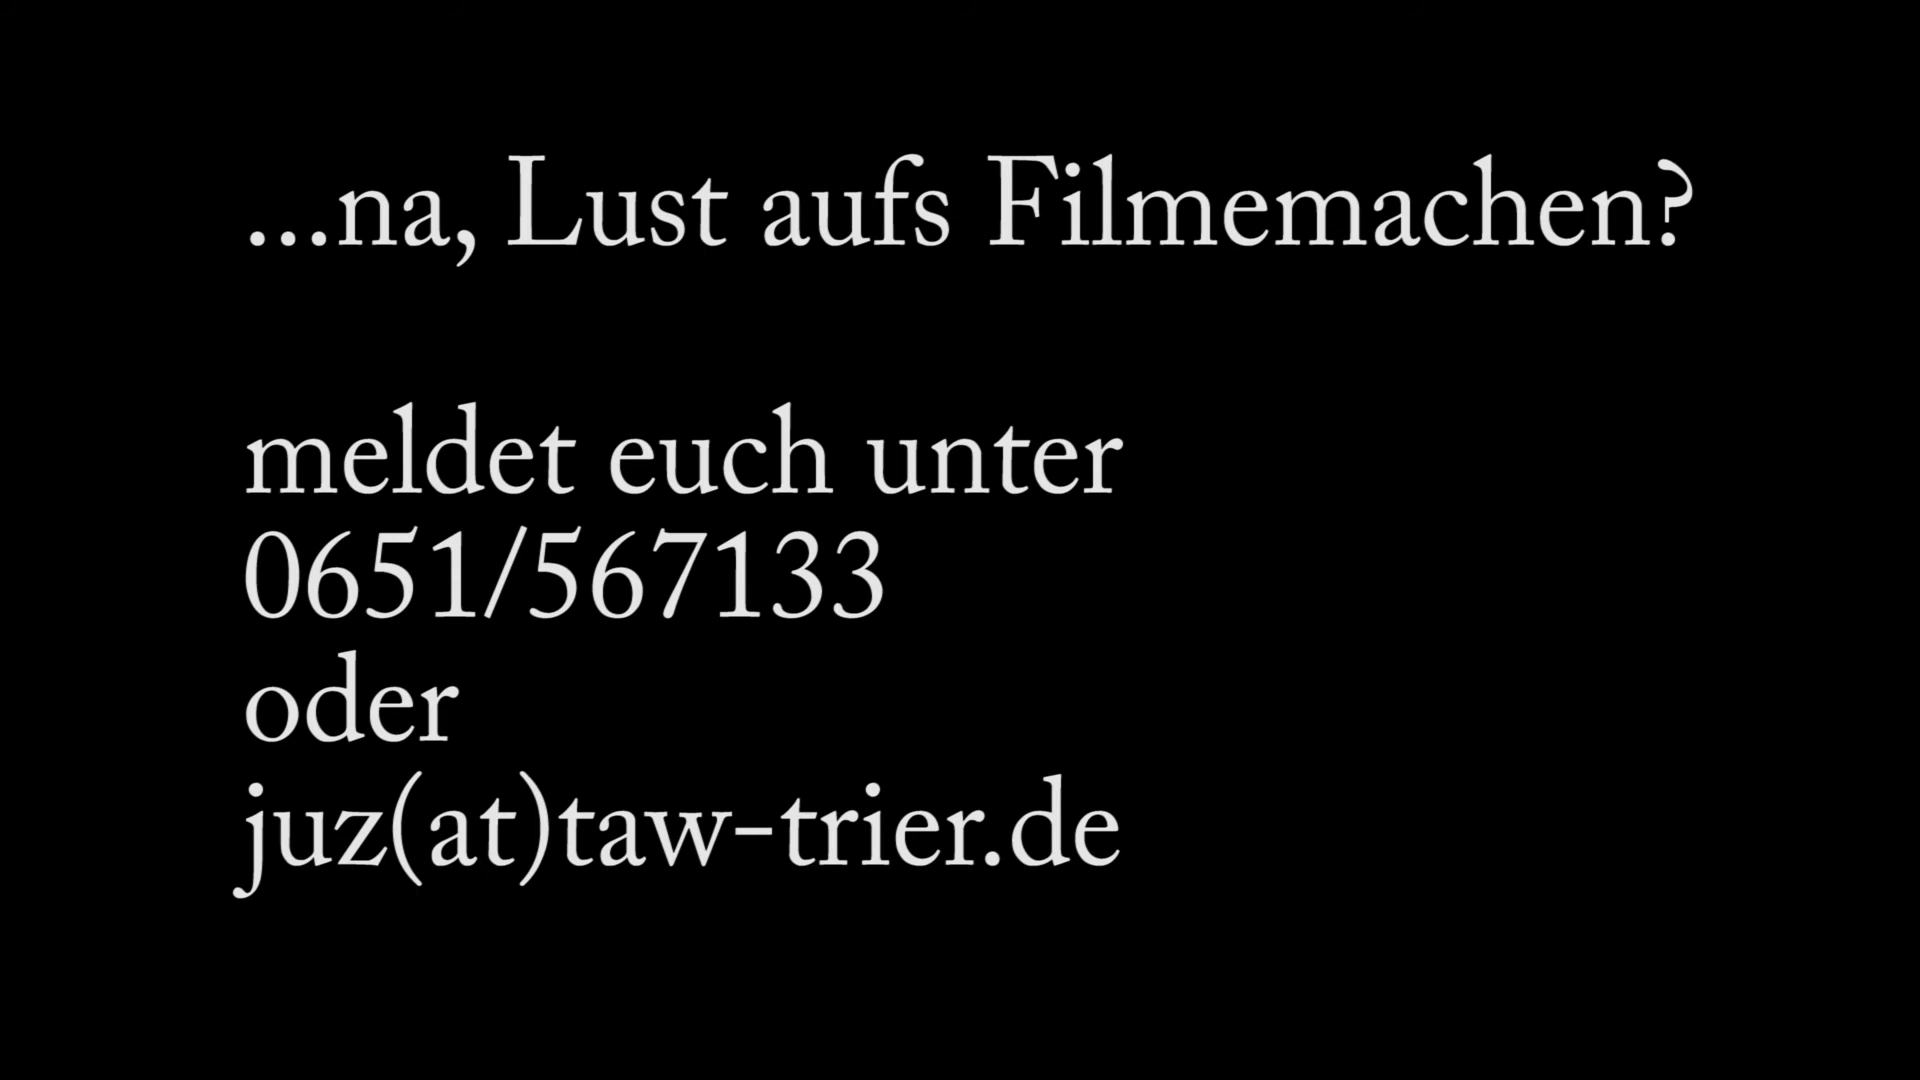 ...na, Lust aufs Filmemachen?
meldet euch unter
0651/567133
oder
juz(at)taw-trier.de